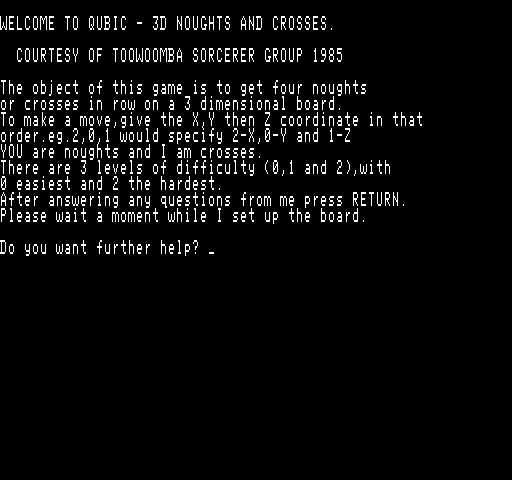 WELCOME TO QUBIC - 3D NOUGHTS AND CROSSES.
COURTESY OF TOOWOOMBA SORCERER GROUP 1985
The object of this game is to get four noughts
or crosses in row on a 3 dimensional board.
To make a move,give the X,Y then Z coordinate in that
order.eg.2,0,1 would specify 2-X,0-Y and 1-Z
YOU are noughts and I am crosses.
There are 3 levels of difficulty (0,1 and 2),with
0 easiest and 2 the hardest.
After answering any questions from me press RETURN.
Please wait a moment while I set up the board.
Do you want further help? _